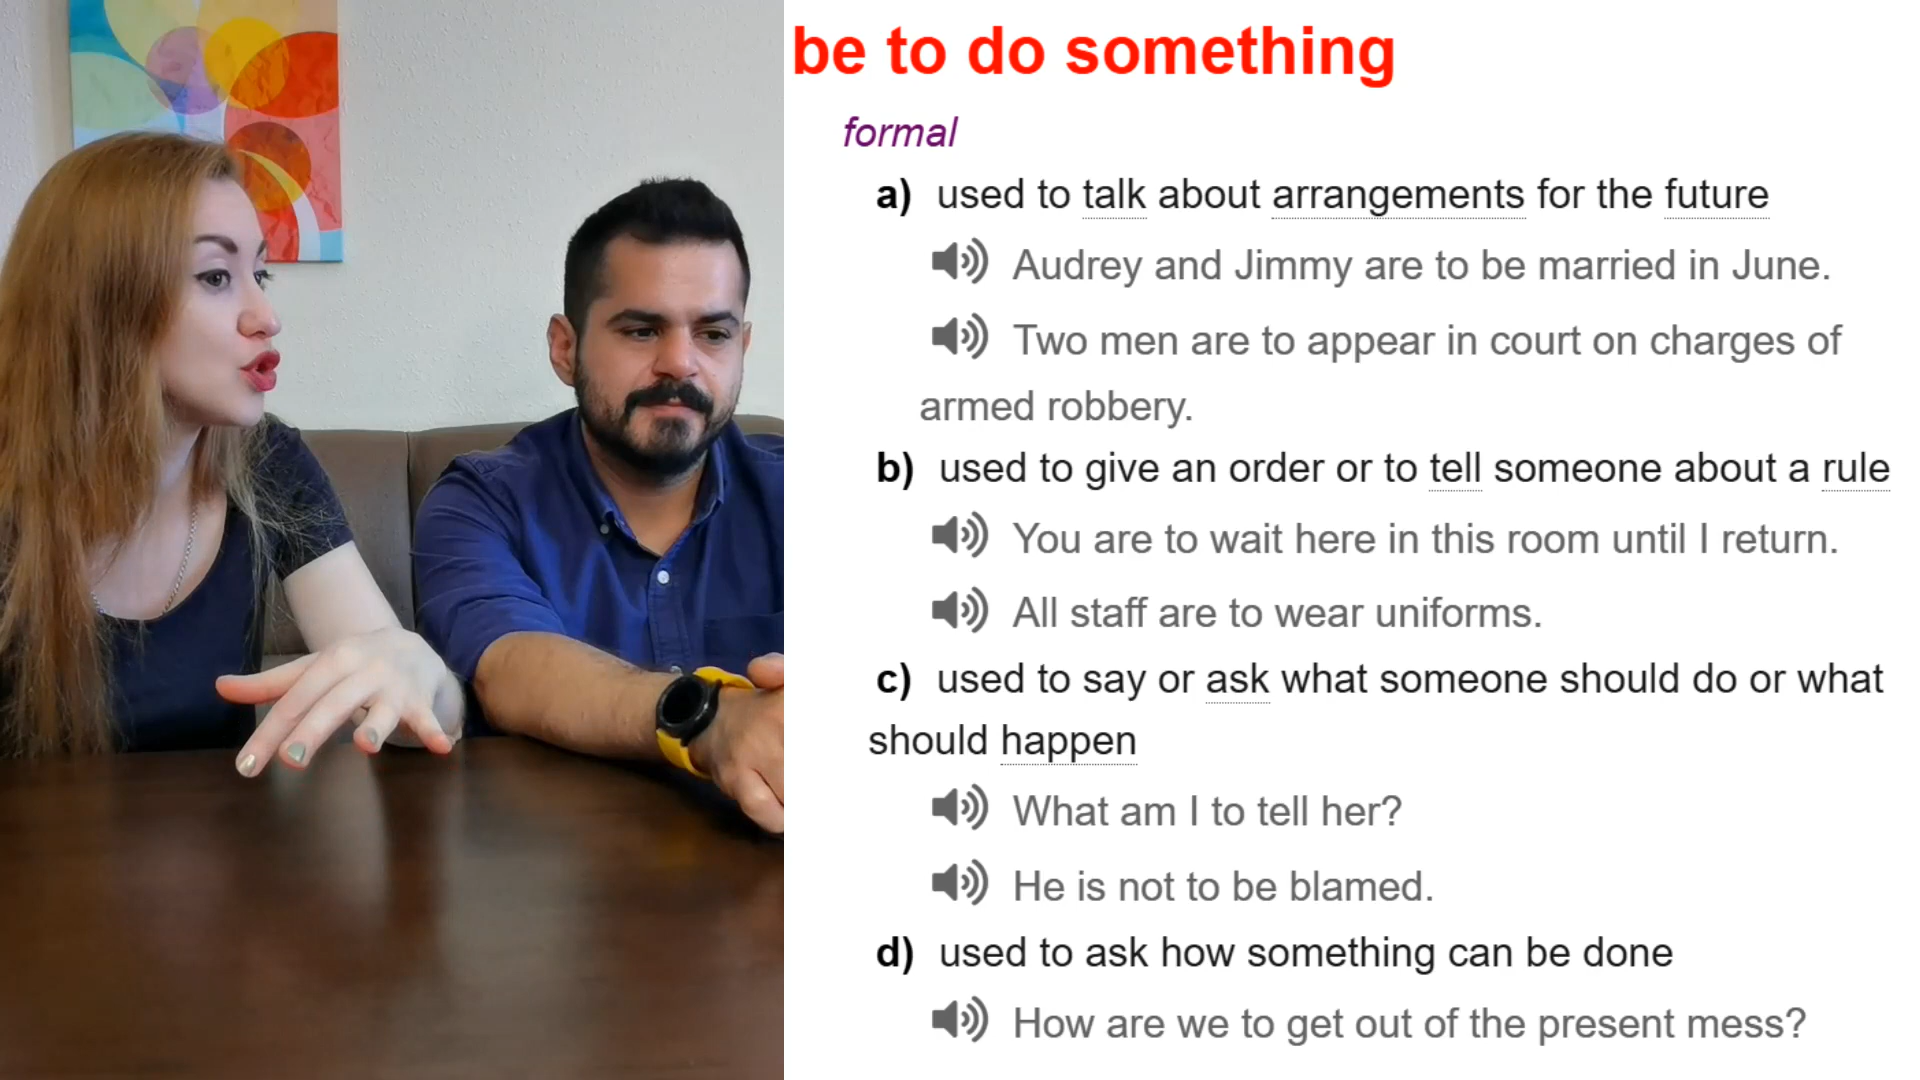 be to do something
formal
a) used to talk about arrangements for the future
Audrey and Jimmy are to be married in June.
Two men are to appear in court on charges of
armed robbery.
b) used to give an order or to tell someone about a rule
You are to wait here in this room until I return.
All staff are to wear uniforms.
c) used to say or ask what someone should do or what
should happen
What am I to tell her?
He is not to be blamed.
d) used to ask how something can be done
How are we to get out of the present mess?